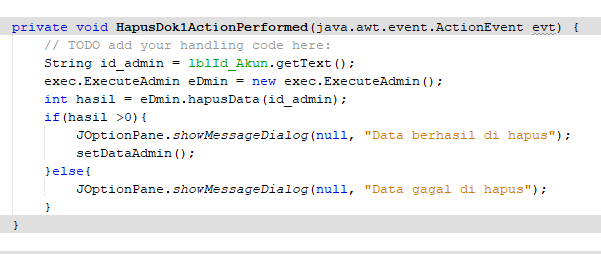 private void HapusDok1ActionPerformed(java.awt.event.ActionEvent evt) {
// TODO add your handling code here:
String id_admin = lblId_Akun.getText();
exec.ExecuteAdmin eDmin = new exec.ExecuteAdmin();
int hasil = eDmin.hapusData(id_admin);
if(hasil >0){
JOptionPane.showMessageDialog(null, "Data berhasil di hapus");
setDataAdmin();
}else{
JOptionPane.showMessageDialog(null, "Data gagal di hapus");
}
}